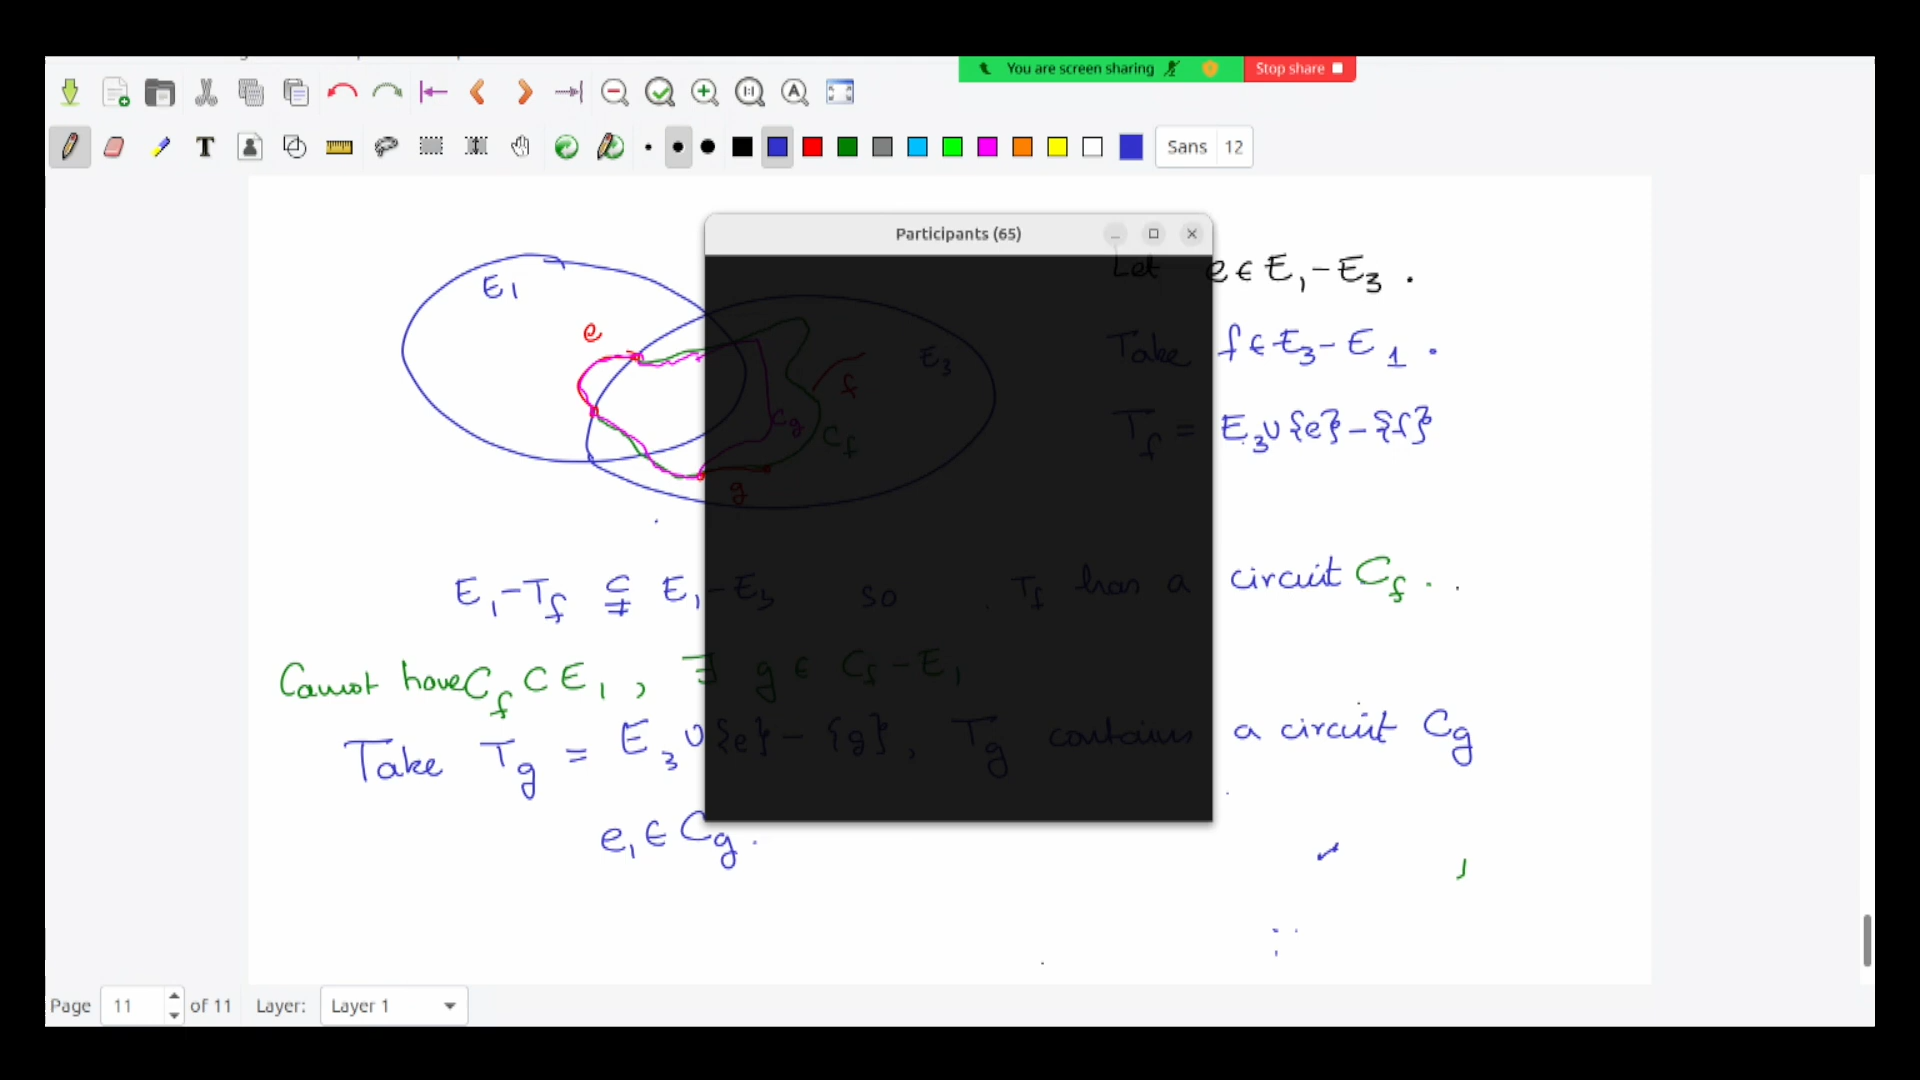 You are screen sharing Stop share
Sans 12
Participants (65)
E₁
e
E₃
f
C_g
C_f
g
Let e ∈ E₁ - E₃ .
Take f ∈ E₃ - E₁ .
T_f = E₃ ∪ {e} - {f}
E₁ - T_f ⊊ E₁ - E₃ so T_f has a circuit C_f .
Cannot have C_f ⊂ E₁ , ∃ g ∈ C_f - E₁
Take T_g = E₃ ∪ {e} - {g} , T_g contains a circuit C_g
e₁ ∈ C_g .
Page 11 of 11 Layer: Layer 1